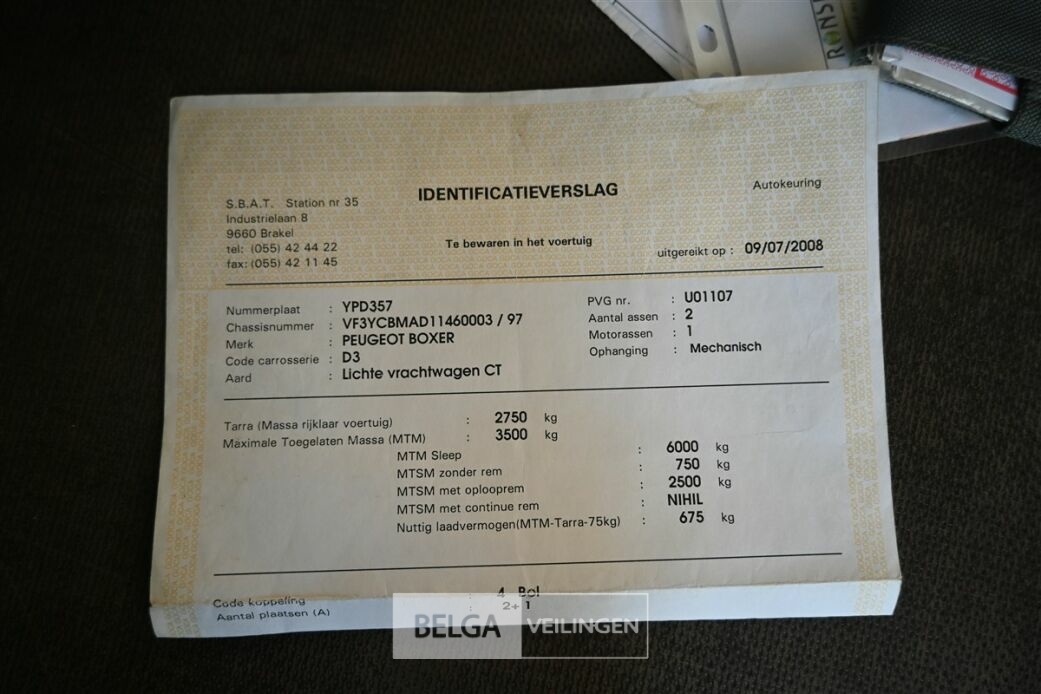 RONSE
IDENTIFICATIEVERSLAG
Autokeuring
S.B.A.T. Station nr 35
Industrielaan 8
9660 Brakel
tel: (055) 42 44 22
fax: (055) 42 11 45
Te bewaren in het voertuig
uitgereikt op : 09/07/2008
Nummerplaat : YPD357
Chassisnummer : VF3YCBMAD11460003 / 97
Merk : PEUGEOT BOXER
Code carrosserie : D3
Aard : Lichte vrachtwagen CT
PVG nr. : U01107
Aantal assen : 2
Motorassen : 1
Ophanging : Mechanisch
Tarra (Massa rijklaar voertuig) : 2750 kg
Maximale Toegelaten Massa (MTM) : 3500 kg
MTM Sleep : 6000 kg
MTSM zonder rem : 750 kg
MTSM met oplooprem : 2500 kg
MTSM met continue rem : NIHIL
Nuttig laadvermogen(MTM-Tarra-75kg) : 675 kg
Code koppeling : 4 Bol
Aantal plaatsen (A) : 2+ 1
BELGA VEILINGEN